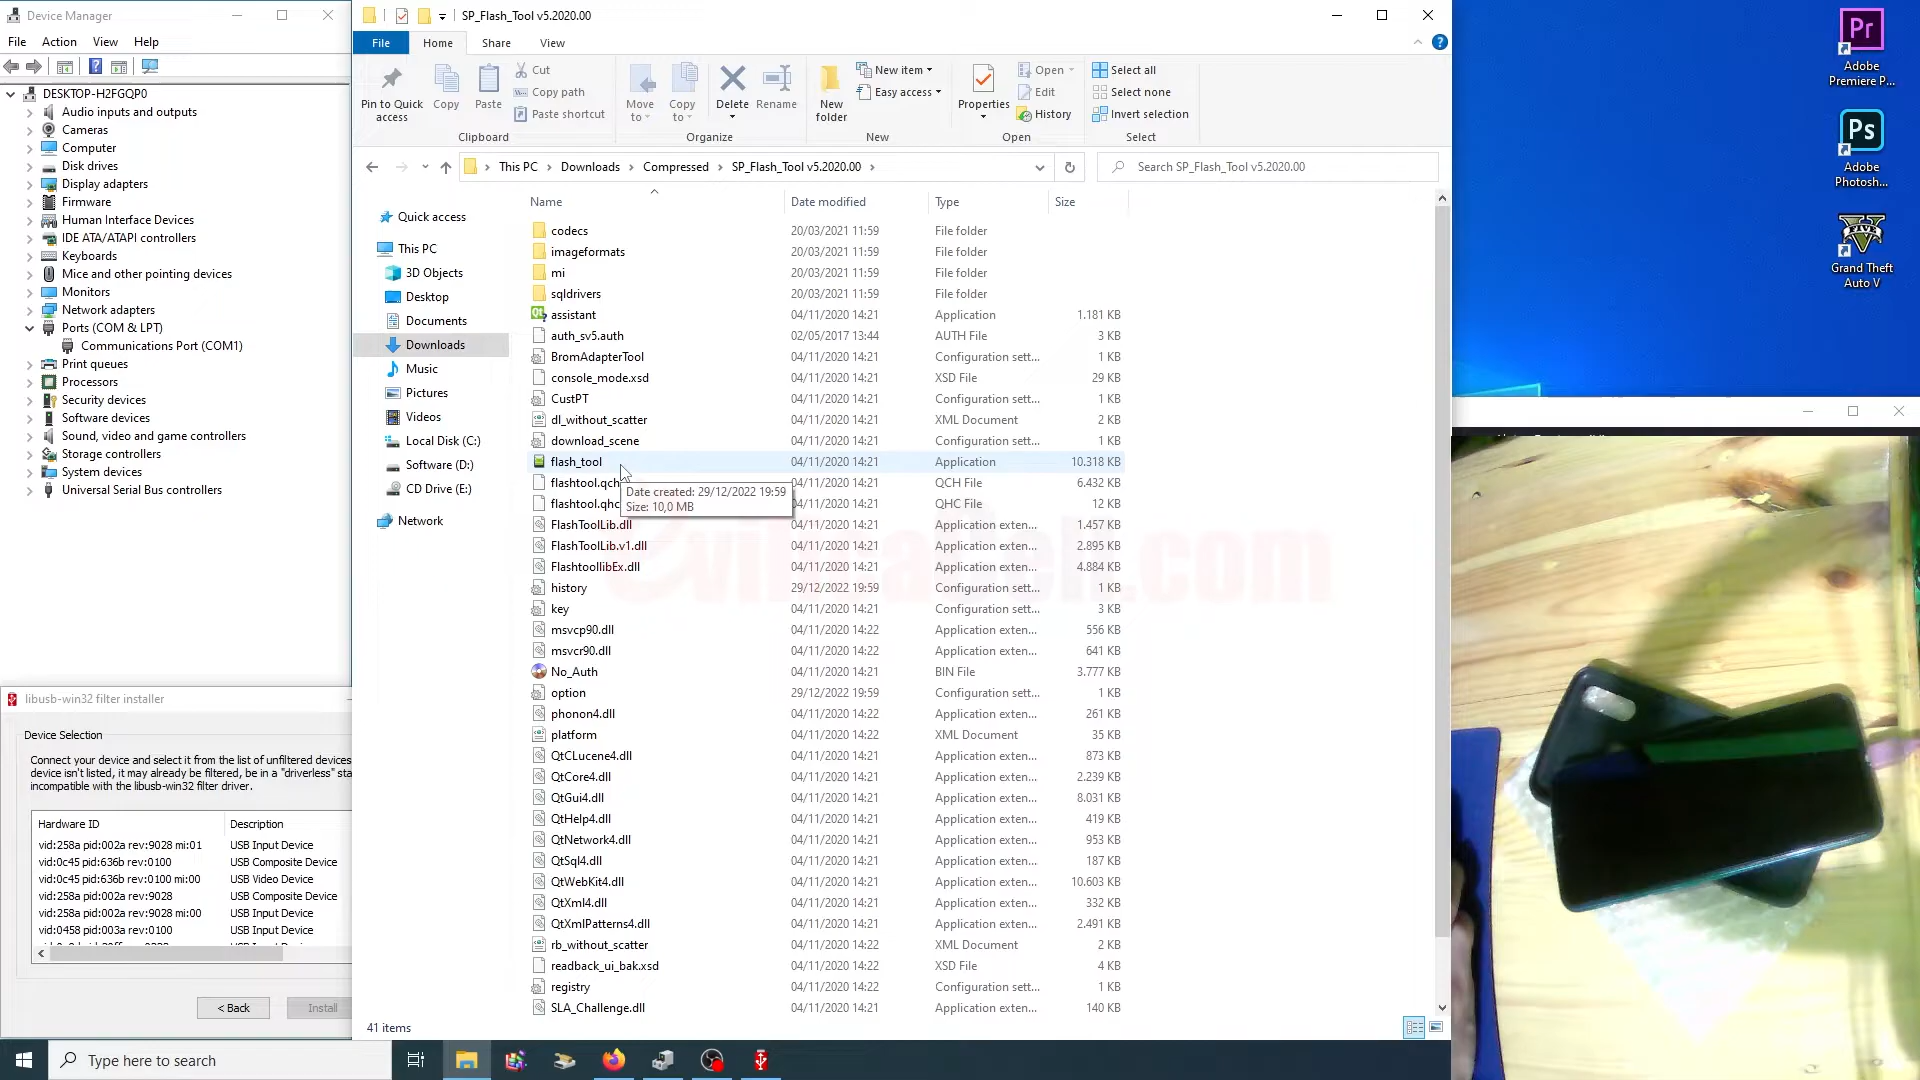 Device Manager
File Action View Help
DESKTOP-H2FGQP0
Audio inputs and outputs
Cameras
Computer
Disk drives
Display adapters
Firmware
Human Interface Devices
IDE ATA/ATAPI controllers
Keyboards
Mice and other pointing devices
Monitors
Network adapters
Ports (COM & LPT)
Communications Port (COM1)
Print queues
Processors
Security devices
Software devices
Sound, video and game controllers
Storage controllers
System devices
Universal Serial Bus controllers
libusb-win32 filter installer
Device Selection
Connect your device and select it from the list of unfiltered devices
device isn't listed, it may already be filtered, be in a "driverless" sta
incompatible with the libusb-win32 filter driver.
Hardware ID Description
vid:258a pid:002a rev:9028 mi:01 USB Input Device
vid:0c45 pid:636b rev:0100 USB Composite Device
vid:0c45 pid:636b rev:0100 mi:00 USB Video Device
vid:258a pid:002a rev:9028 USB Composite Device
vid:258a pid:002a rev:9028 mi:00 USB Input Device
vid:0458 pid:003a rev:0100 USB Input Device
< Back Install
SP_Flash_Tool v5.2020.00
File Home Share View
Pin to Quick access
Copy
Paste
Cut
Copy path
Paste shortcut
Clipboard
Move to
Copy to
Delete
Rename
Organize
New folder
New item
Easy access
New
Properties
Open
Edit
History
Open
Select all
Select none
Invert selection
Select
This PC Downloads Compressed SP_Flash_Tool v5.2020.00
Search SP_Flash_Tool v5.2020.00
Quick access
This PC
3D Objects
Desktop
Documents
Downloads
Music
Pictures
Videos
Local Disk (C:)
Software (D:)
CD Drive (E:)
Network
Name Date modified Type Size
codecs 20/03/2021 11:59 File folder
imageformats 20/03/2021 11:59 File folder
mi 20/03/2021 11:59 File folder
sqldrivers 20/03/2021 11:59 File folder
assistant 04/11/2020 14:21 Application 1.181 KB
auth_sv5.auth 02/05/2017 13:44 AUTH File 3 KB
BromAdapterTool 04/11/2020 14:21 Configuration sett... 1 KB
console_mode.xsd 04/11/2020 14:21 XSD File 29 KB
CustPT 04/11/2020 14:21 Configuration sett... 1 KB
dl_without_scatter 04/11/2020 14:21 XML Document 2 KB
download_scene 04/11/2020 14:21 Configuration sett... 1 KB
flash_tool 04/11/2020 14:21 Application 10.318 KB
flashtool.qch 04/11/2020 14:21 QCH File 6.432 KB
flashtool.qhc 04/11/2020 14:21 QHC File 12 KB
Date created: 29/12/2022 19:59
Size: 10,0 MB
FlashToolLib.dll 04/11/2020 14:21 Application exten... 1.457 KB
FlashToolLib.v1.dll 04/11/2020 14:21 Application exten... 2.895 KB
FlashtoollibEx.dll 04/11/2020 14:21 Application exten... 4.884 KB
history 29/12/2022 19:59 Configuration sett... 1 KB
key 04/11/2020 14:21 Configuration sett... 3 KB
msvcp90.dll 04/11/2020 14:22 Application exten... 556 KB
msvcr90.dll 04/11/2020 14:22 Application exten... 641 KB
No_Auth 04/11/2020 14:21 BIN File 3.777 KB
option 29/12/2022 19:59 Configuration sett... 1 KB
phonon4.dll 04/11/2020 14:22 Application exten... 261 KB
platform 04/11/2020 14:22 XML Document 35 KB
QtCLucene4.dll 04/11/2020 14:21 Application exten... 873 KB
QtCore4.dll 04/11/2020 14:21 Application exten... 2.239 KB
QtGui4.dll 04/11/2020 14:21 Application exten... 8.031 KB
QtHelp4.dll 04/11/2020 14:21 Application exten... 419 KB
QtNetwork4.dll 04/11/2020 14:21 Application exten... 953 KB
QtSql4.dll 04/11/2020 14:21 Application exten... 187 KB
QtWebKit4.dll 04/11/2020 14:21 Application exten... 10.603 KB
QtXml4.dll 04/11/2020 14:21 Application exten... 332 KB
QtXmlPatterns4.dll 04/11/2020 14:21 Application exten... 2.491 KB
rb_without_scatter 04/11/2020 14:22 XML Document 2 KB
readback_ui_bak.xsd 04/11/2020 14:22 XSD File 4 KB
registry 04/11/2020 14:22 Configuration sett... 1 KB
SLA_Challenge.dll 04/11/2020 14:21 Application exten... 140 KB
41 items
Pr
Adobe
Premiere P...
Ps
Adobe
Photosh...
FIVE
Grand Theft
Auto V
Type here to search